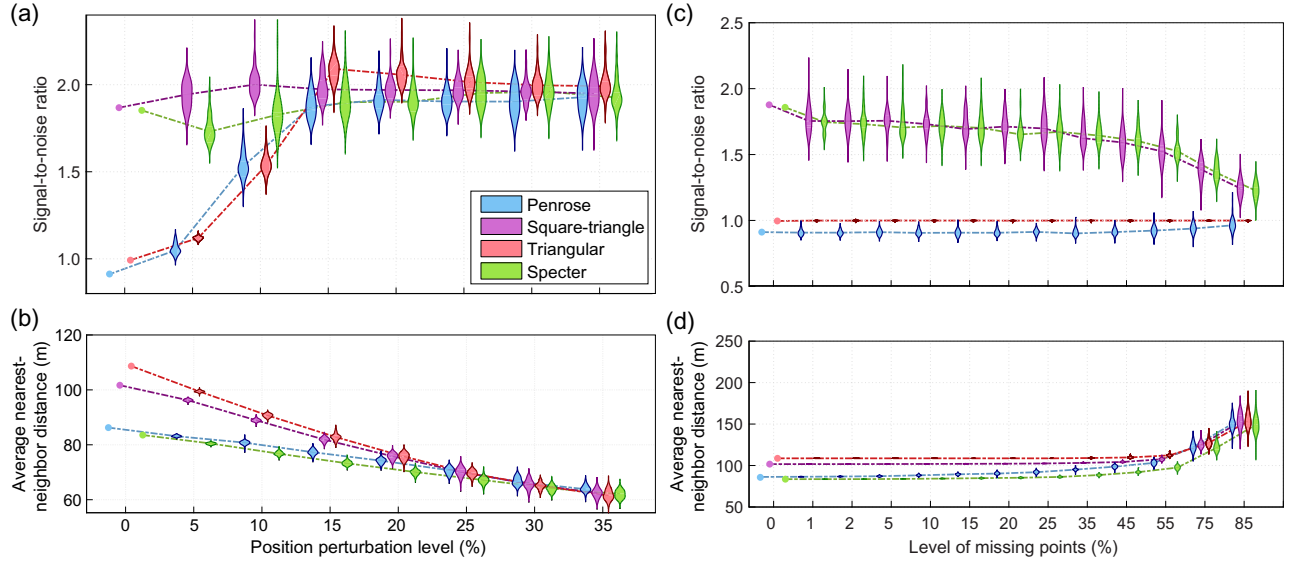 (a)
Signal-to-noise ratio
2.0
1.5
1.0
Penrose
Square-triangle
Triangular
Specter
(b)
Average nearest-
neighbor distance (m)
120
100
80
60
0 5 10 15 20 25 30 35
Position perturbation level (%)
(c)
Signal-to-noise ratio
2.5
2.0
1.5
1.0
0.5
(d)
Average nearest-
neighbor distance (m)
250
200
150
100
50
0 1 2 5 10 15 20 25 35 45 55 75 85
Level of missing points (%)